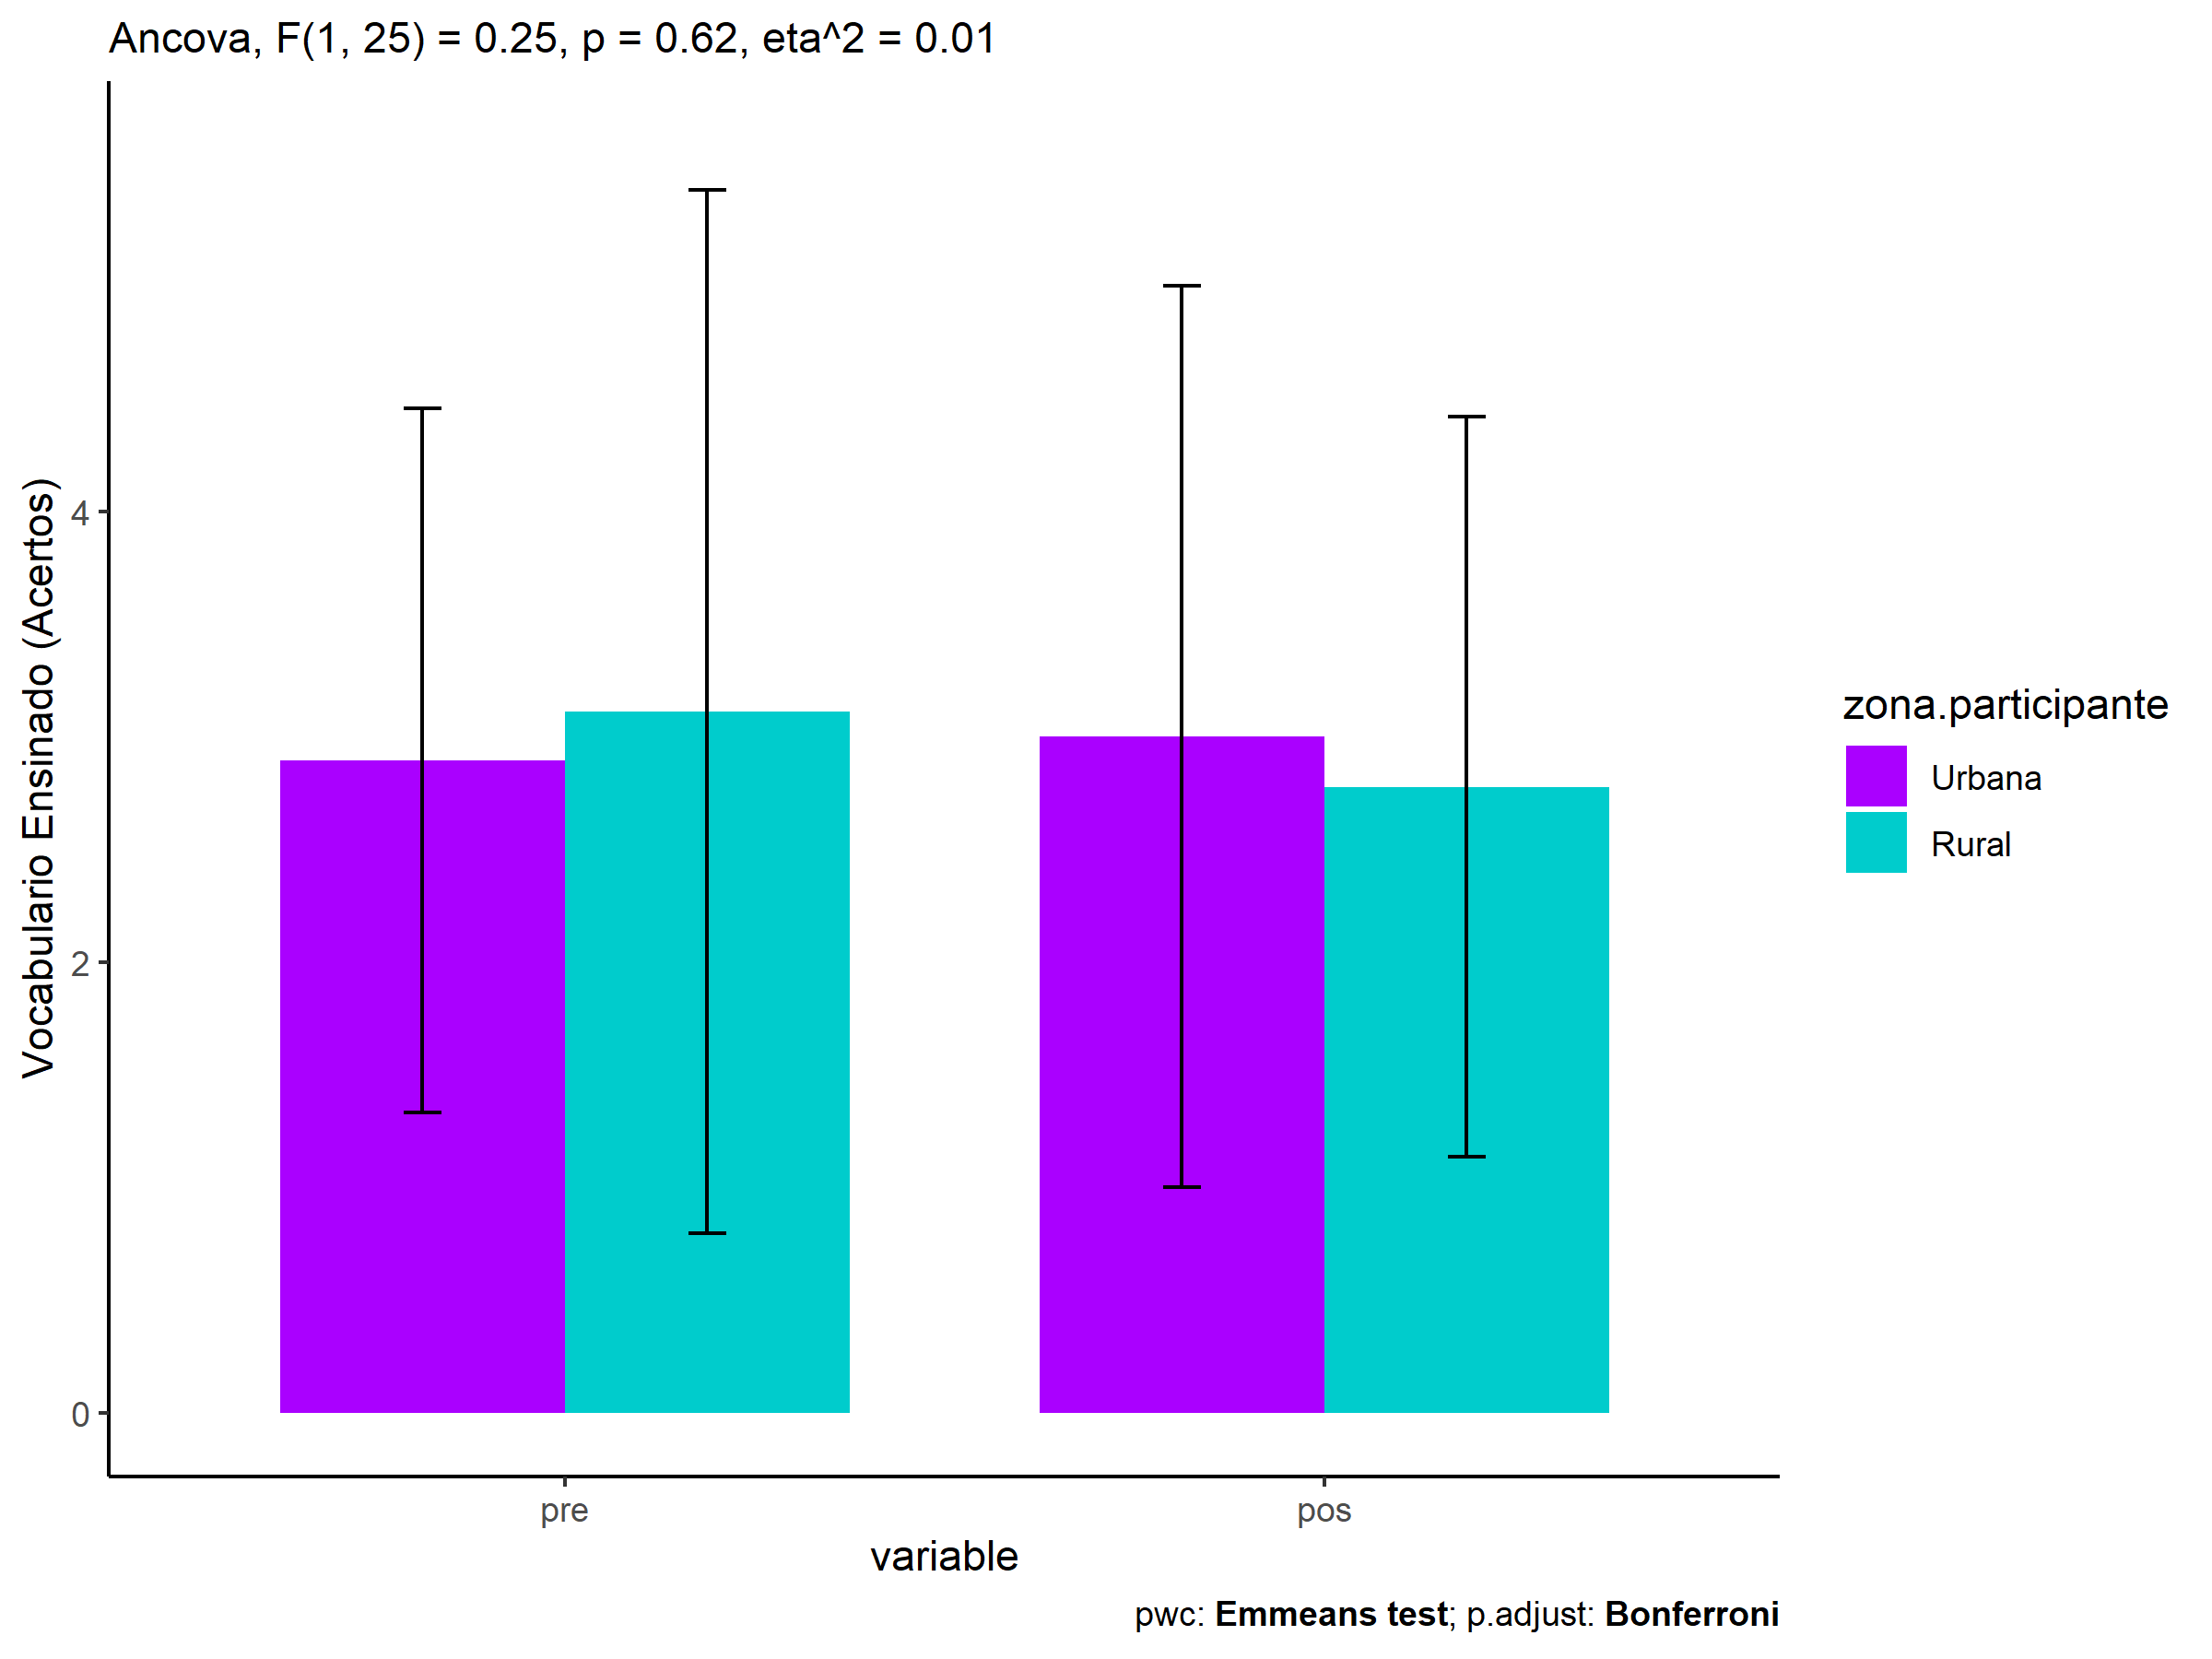 Ancova, F(1, 25) = 0.25, p = 0.62, eta^2 = 0.01
Vocabulario Ensinado (Acertos)
4
2
0
pre
pos
variable
zona.participante
Urbana
Rural
pwc: Emmeans test; p.adjust: Bonferroni